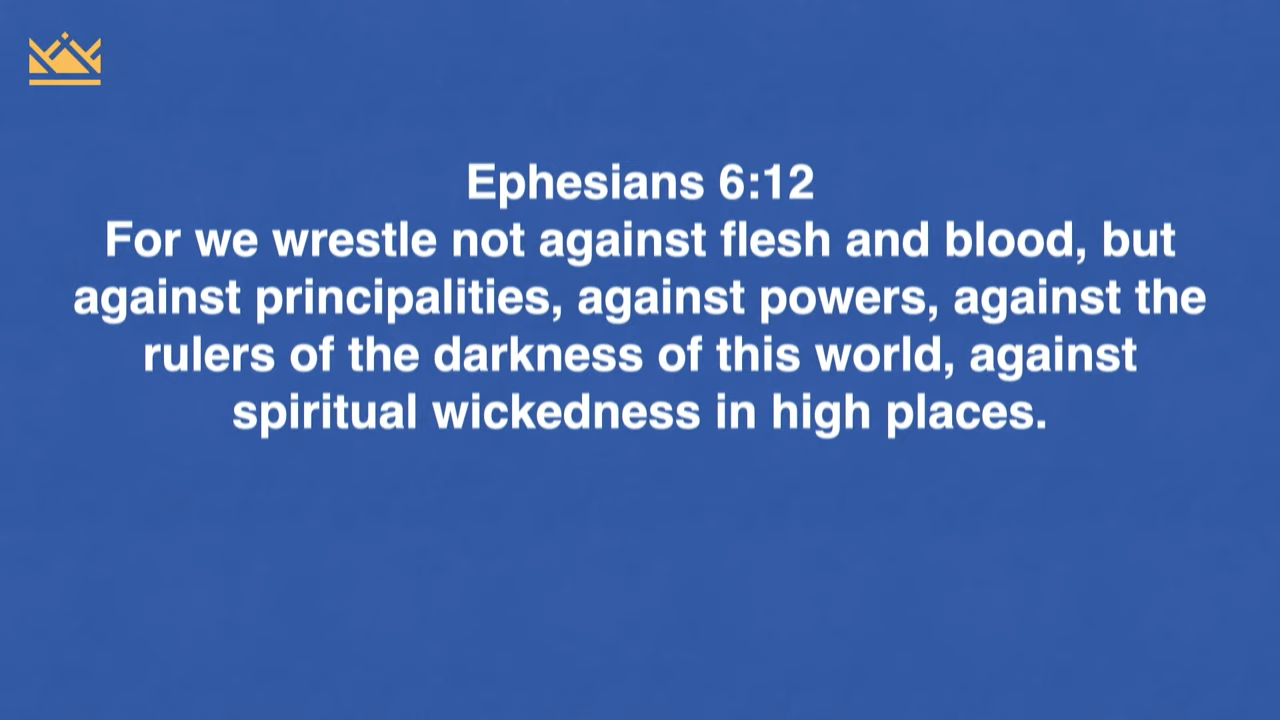 Ephesians 6:12
For we wrestle not against flesh and blood, but
against principalities, against powers, against the
rulers of the darkness of this world, against
spiritual wickedness in high places.